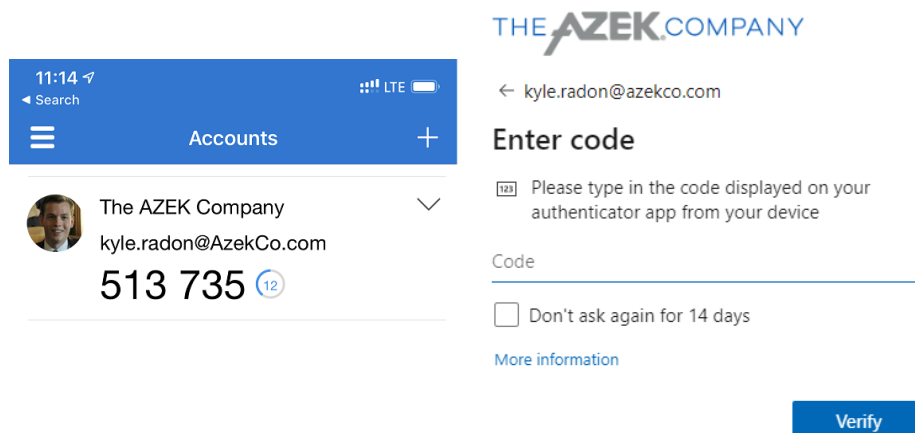 11:14
LTE
◀ Search
Accounts
The AZEK Company
kyle.radon@AzekCo.com
513 735
12
THE AZEK COMPANY
kyle.radon@azekco.com
Enter code
123
Please type in the code displayed on your
authenticator app from your device
Code
Don't ask again for 14 days
More information
Verify